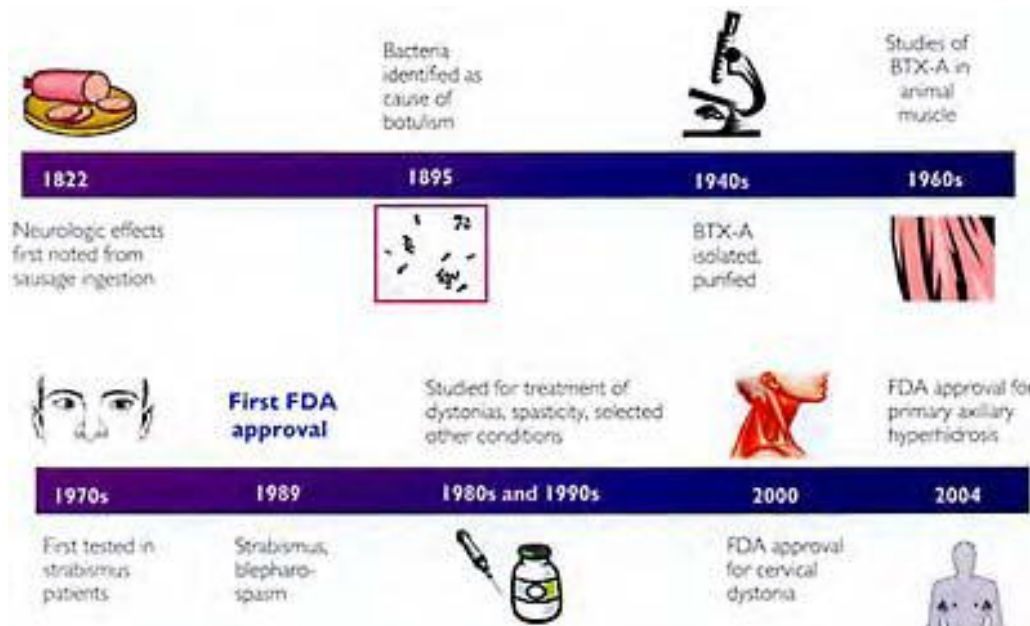 Bacteria
identified as
cause of
botulism
Studies of
BTX-A in
animal
muscle
1822
1895
1940s
1960s
Neurologic effects
first noted from
sausage ingestion
BTX-A
isolated,
purified
First FDA
approval
Studied for treatment of
dystonias, spasticity, selected
other conditions
FDA approval for
primary axillary
hyperhidrosis
1970s
1989
1980s and 1990s
2000
2004
First tested in
strabismus
patients
Strabismus,
blepharo-
spasm
FDA approval
for cervical
dystonia